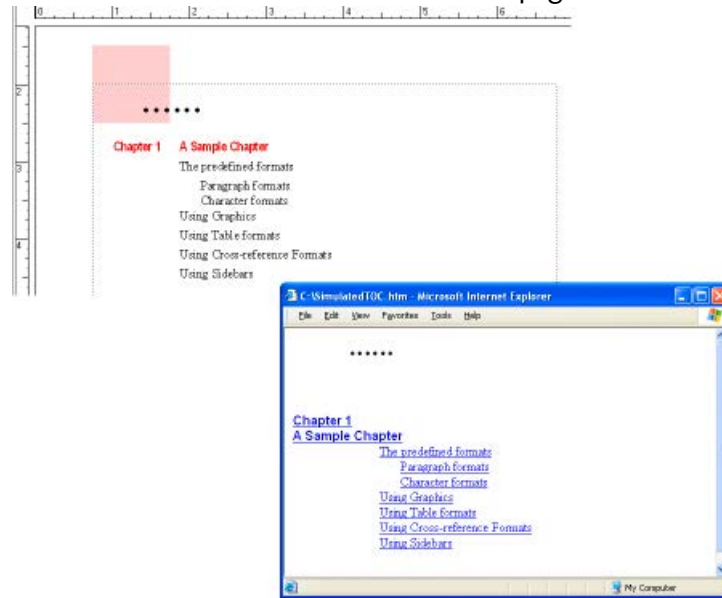 pag
0 1 2 3 4 5 6
2
Chapter 1 A Sample Chapter
The predefined formats
3
Paragraph formats
Character formats
Using Graphics
Using Table formats
4
Using Cross-reference Formats
Using Sidebars
C:\SimulatedTOC.htm - Microsoft Internet Explorer
File Edit View Favorites Tools Help
Chapter 1
A Sample Chapter
The predefined formats
Paragraph formats
Character formats
Using Graphics
Using Table formats
Using Cross-reference Formats
Using Sidebars
My Computer